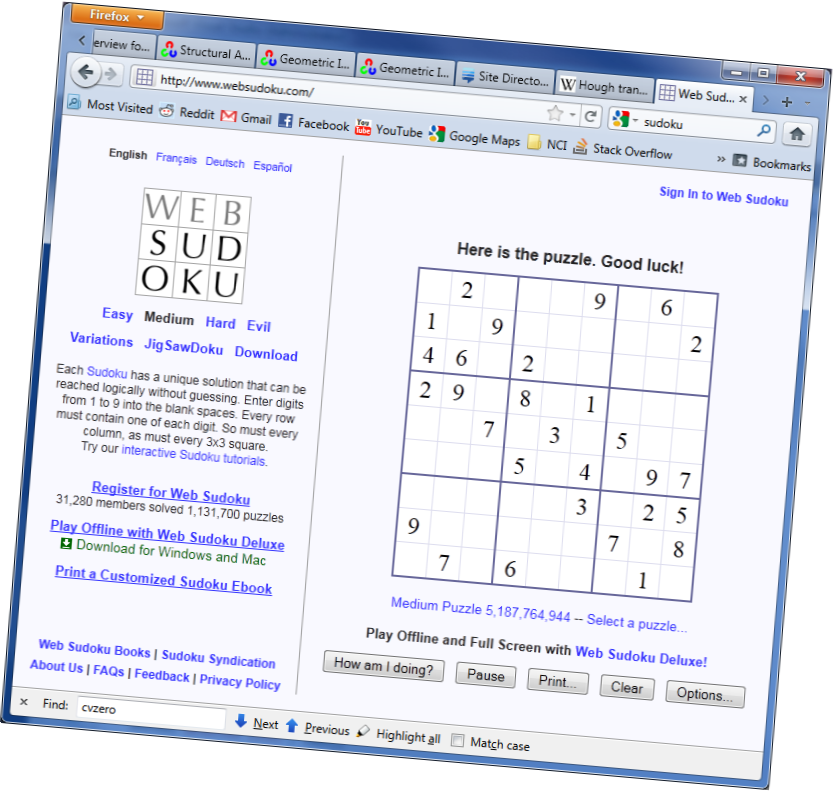 Firefox
erview fo... Structural A... Geometric I... Geometric I... Site Directo... Hough tran... Web Sud...
http://www.websudoku.com/ sudoku
Most Visited Reddit Gmail Facebook YouTube Google Maps NCI Stack Overflow » Bookmarks
English Français Deutsch Español
Sign In to Web Sudoku
WEB
SUD
OKU
Easy Medium Hard Evil
Variations JigSawDoku Download
Each Sudoku has a unique solution that can be
reached logically without guessing. Enter digits
from 1 to 9 into the blank spaces. Every row
must contain one of each digit. So must every
column, as must every 3x3 square.
Try our interactive Sudoku tutorials.
Register for Web Sudoku
31,280 members solved 1,131,700 puzzles
Play Offline with Web Sudoku Deluxe
Download for Windows and Mac
Print a Customized Sudoku Ebook
Web Sudoku Books | Sudoku Syndication
About Us | FAQs | Feedback | Privacy Policy
Here is the puzzle. Good luck!
2 9 6
1 9 2
4 6 2
2 9 8 1
7 3 5
5 4 9 7
3 2 5
9 7 8
7 6 1
Medium Puzzle 5,187,764,944 -- Select a puzzle...
Play Offline and Full Screen with Web Sudoku Deluxe!
How am I doing? Pause Print... Clear Options...
Find: cvzero Next Previous Highlight all Match case